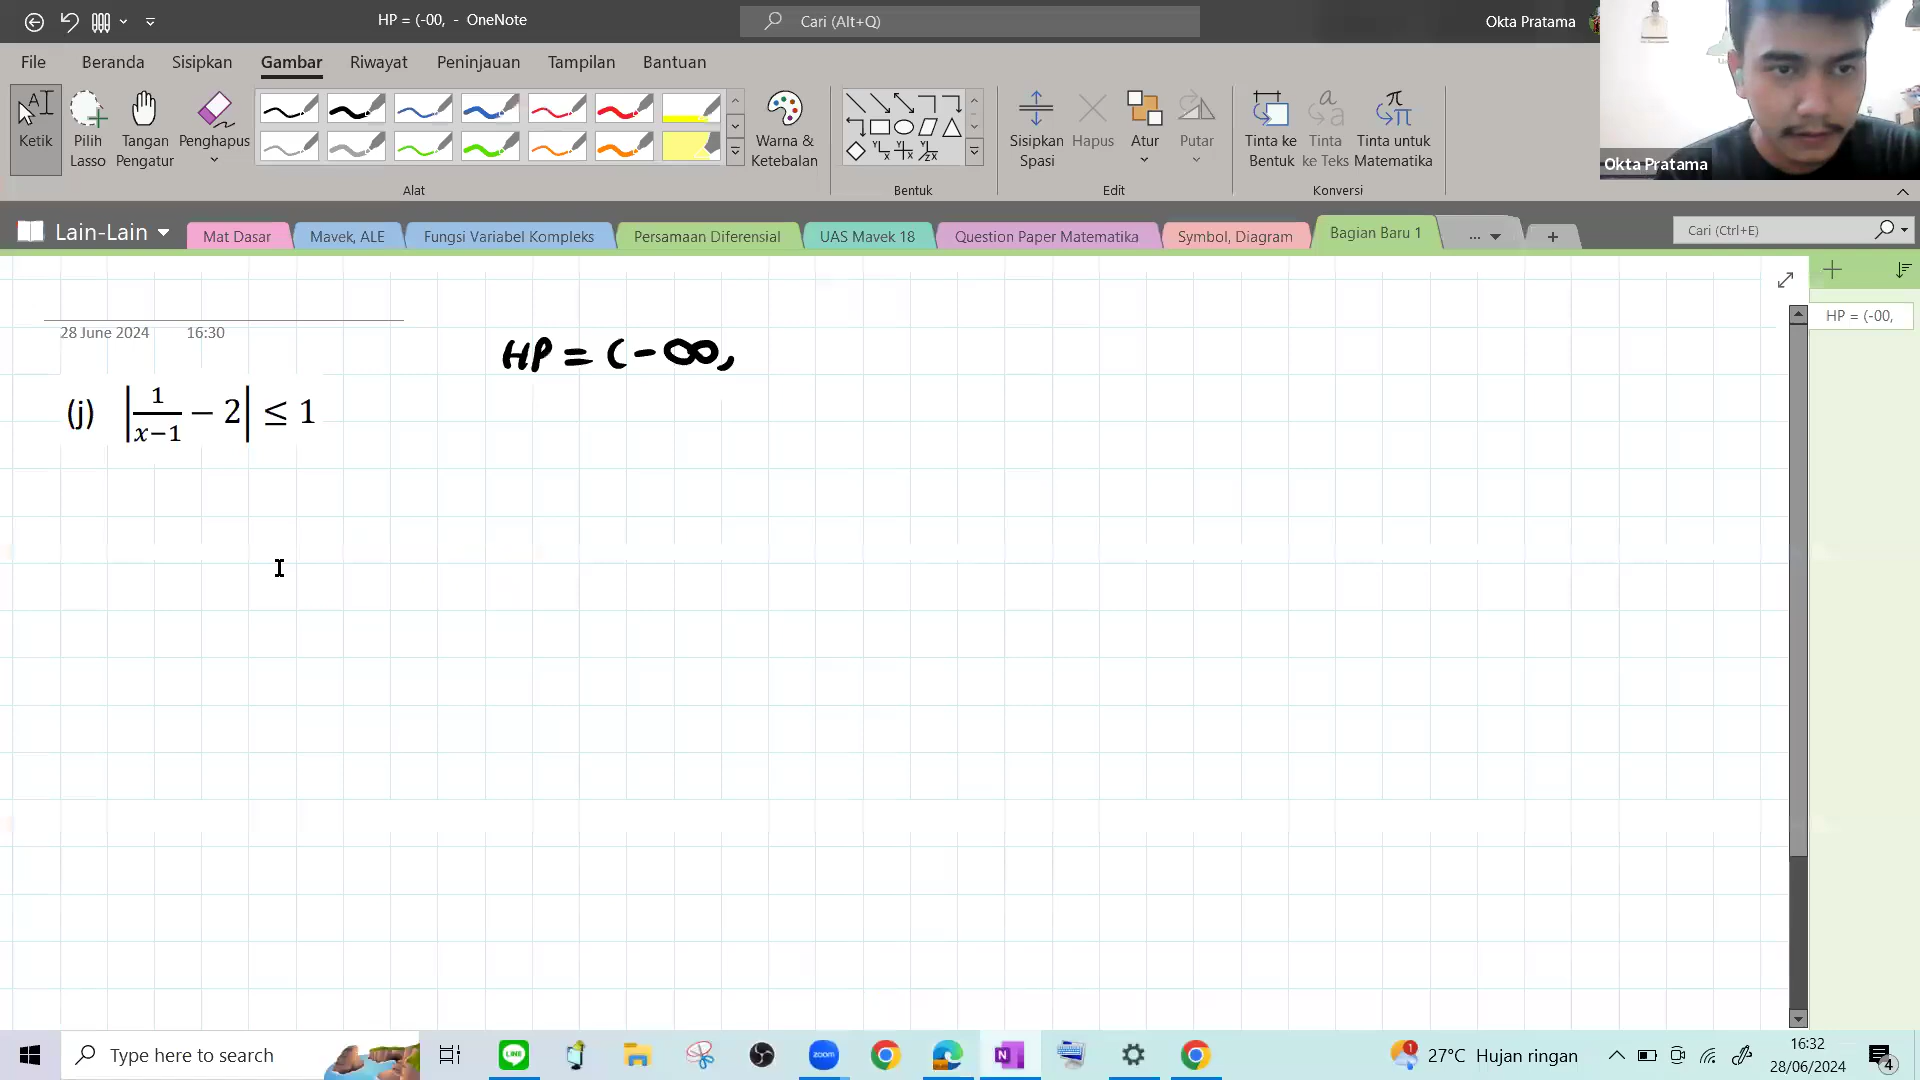 HP = (-00, - OneNote
Cari (Alt+Q)
Okta Pratama
File Beranda Sisipkan Gambar Riwayat Peninjauan Tampilan Bantuan
Ketik
Pilih Lasso
Tangan Pengatur
Penghapus
Warna & Ketebalan
Sisipkan Spasi
Hapus
Atur
Putar
Tinta ke Bentuk
Tinta ke Teks
Tinta untuk Matematika
Alat
Bentuk
Edit
Konversi
Okta Pratama
Lain-Lain
Mat Dasar
Mavek, ALE
Fungsi Variabel Kompleks
Persamaan Diferensial
UAS Mavek 18
Question Paper Matematika
Symbol, Diagram
Bagian Baru 1
...
Cari (Ctrl+E)
HP = (-00,
28 June 2024 16:30
HP = (-∞,
(j) |1/(x−1) − 2| ≤ 1
Type here to search
LINE
zoom
27°C Hujan ringan
16:32
28/06/2024
4